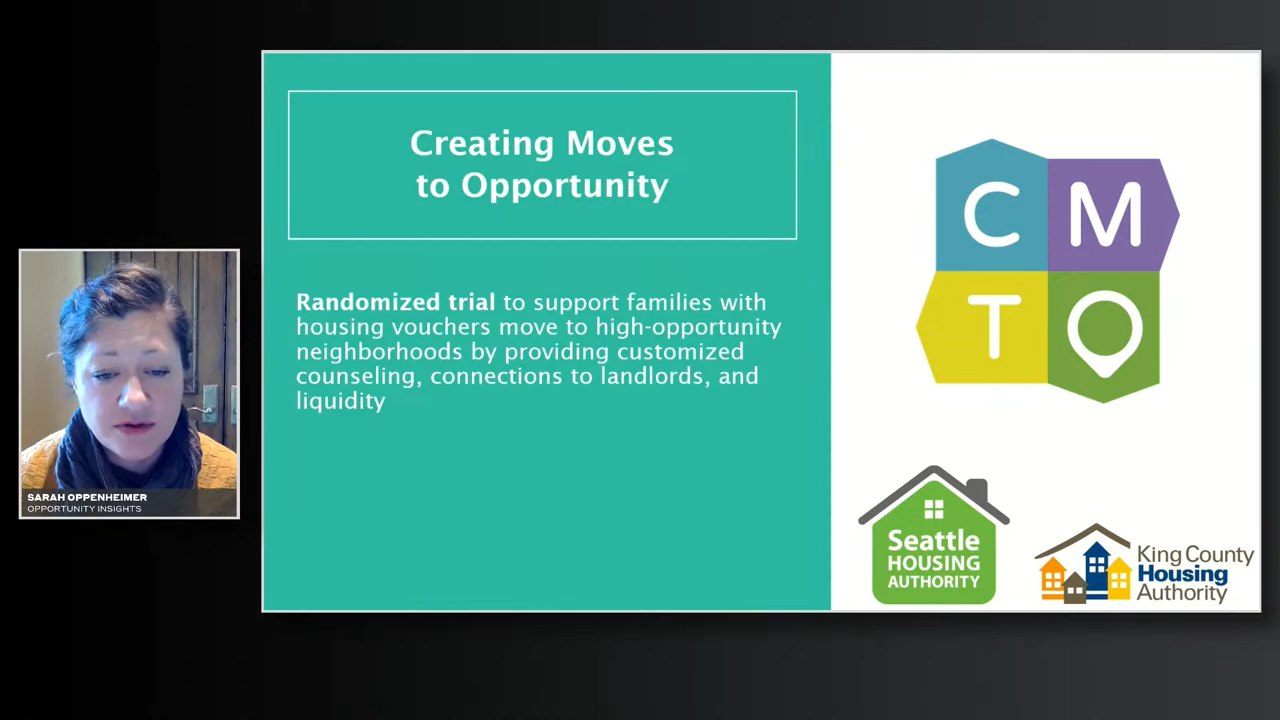 Creating Moves
to Opportunity
Randomized trial to support families with
housing vouchers move to high-opportunity
neighborhoods by providing customized
counseling, connections to landlords, and
liquidity
C M
T O
Seattle
HOUSING
AUTHORITY
King County
Housing
Authority
SARAH OPPENHEIMER
OPPORTUNITY INSIGHTS